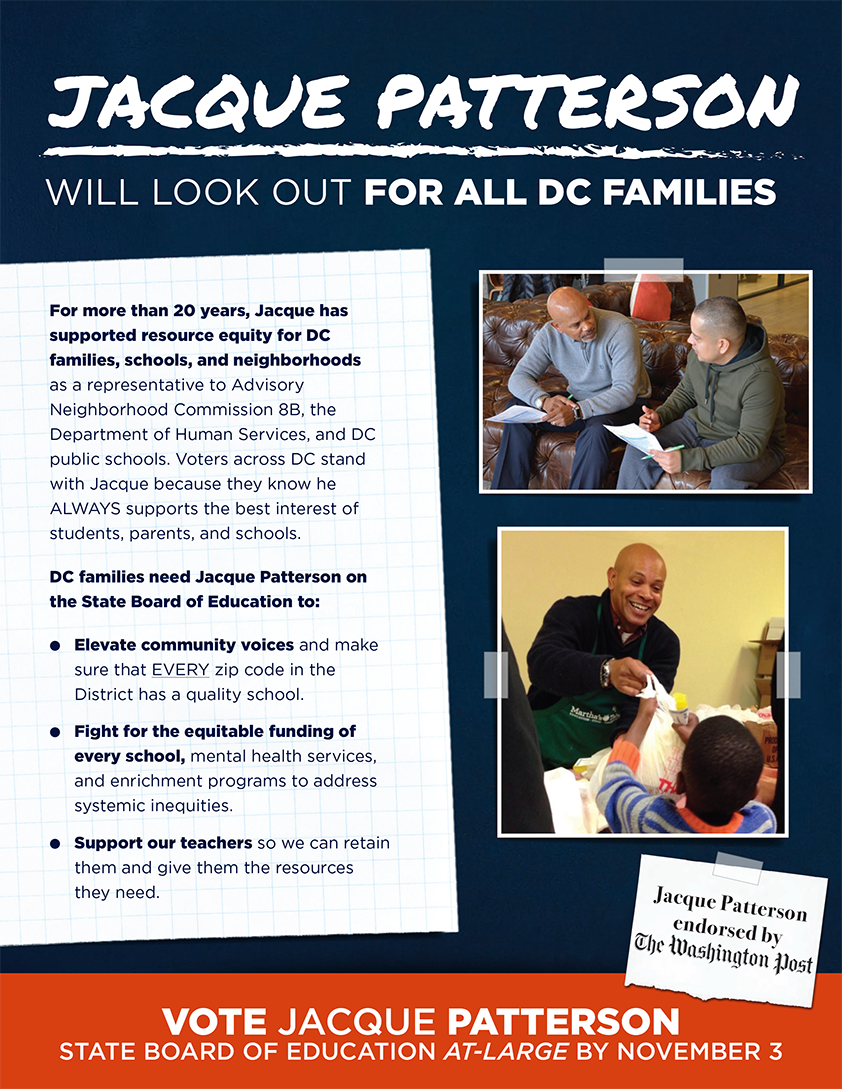 JACQUE PATTERSON
WILL LOOK OUT FOR ALL DC FAMILIES
For more than 20 years, Jacque has
supported resource equity for DC
families, schools, and neighborhoods
as a representative to Advisory
Neighborhood Commission 8B, the
Department of Human Services, and DC
public schools. Voters across DC stand
with Jacque because they know he
ALWAYS supports the best interest of
students, parents, and schools.
DC families need Jacque Patterson on
the State Board of Education to:
● Elevate community voices and make
sure that EVERY zip code in the
District has a quality school.
● Fight for the equitable funding of
every school, mental health services,
and enrichment programs to address
systemic inequities.
● Support our teachers so we can retain
them and give them the resources
they need.
Martha's
Jacque Patterson
endorsed by
The Washington Post
VOTE JACQUE PATTERSON
STATE BOARD OF EDUCATION AT-LARGE BY NOVEMBER 3